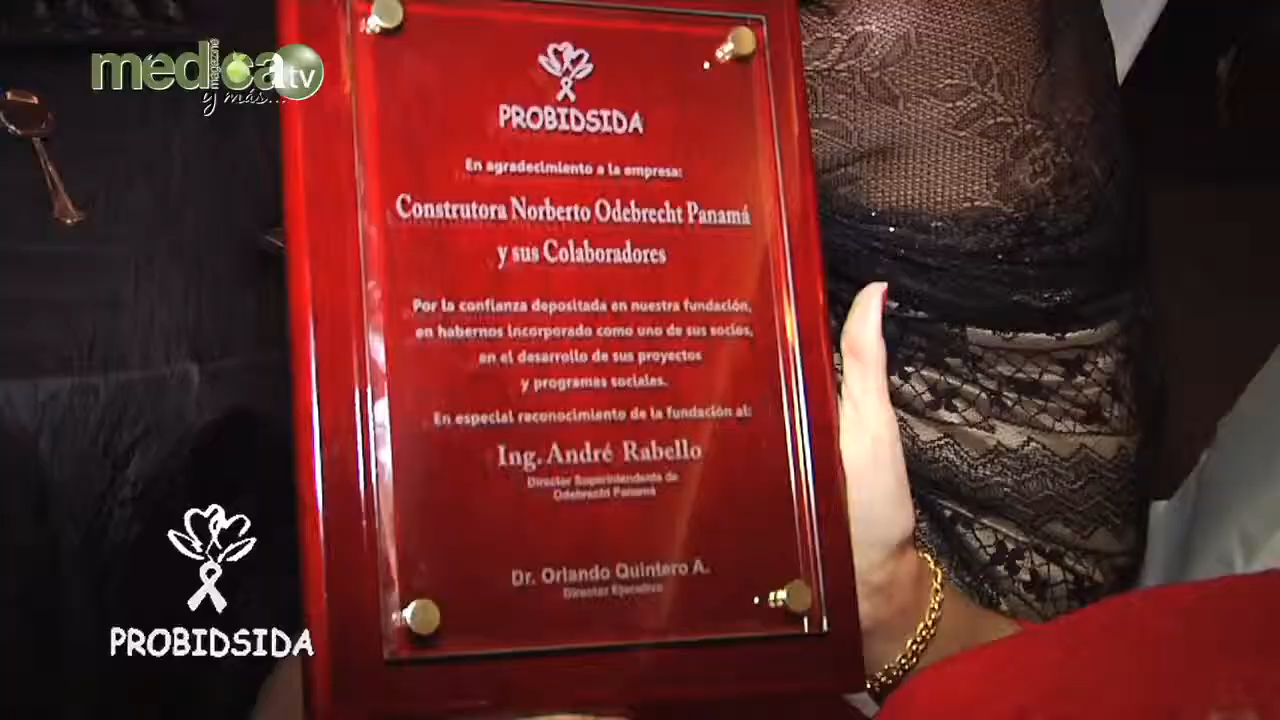 médica tv
magazine
y más...
PROBIDSIDA
En agradecimiento a la empresa:
Construtora Norberto Odebrecht Panamá
y sus Colaboradores
Por la confianza depositada en nuestra fundación,
en habernos incorporado como uno de sus socios,
en el desarrollo de sus proyectos
y programas sociales.
En especial reconocimiento de la fundación al:
Ing. André Rabello
Director Superintendente de
Odebrecht Panamá
Dr. Orlando Quintero A.
Director Ejecutivo
PROBIDSIDA